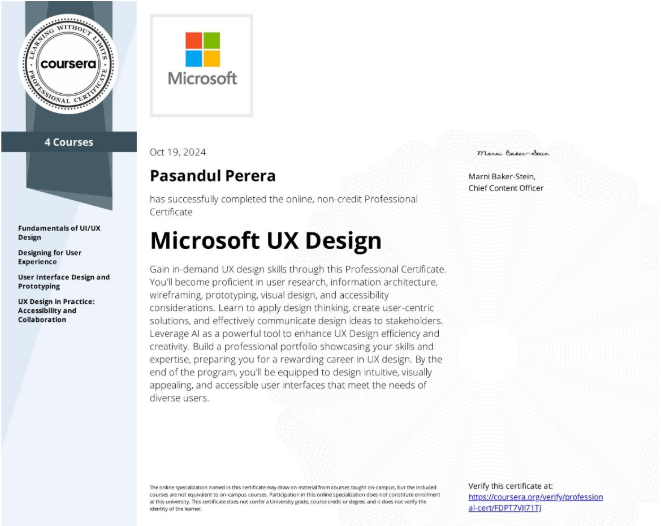 LEARNING WITHOUT LIMITS
coursera
PROFESSIONAL CERTIFICATE
4 Courses
Fundamentals of UI/UX
Design
Designing for User
Experience
User Interface Design and
Prototyping
UX Design in Practice:
Accessibility and
Collaboration
Microsoft
Oct 19, 2024
Pasandul Perera
has successfully completed the online, non-credit Professional
Certificate
Microsoft UX Design
Gain in-demand UX design skills through this Professional Certificate.
You'll become proficient in user research, information architecture,
wireframing, prototyping, visual design, and accessibility
considerations. Learn to apply design thinking, create user-centric
solutions, and effectively communicate design ideas to stakeholders.
Leverage AI as a powerful tool to enhance UX Design efficiency and
creativity. Build a professional portfolio showcasing your skills and
expertise, preparing you for a rewarding career in UX design. By the
end of the program, you'll be equipped to design intuitive, visually
appealing, and accessible user interfaces that meet the needs of
diverse users.
Marni Baker-Stein
Marni Baker-Stein,
Chief Content Officer
The online specialization named in this certificate may draw on material from courses taught on-campus, but the included
courses are not equivalent to on-campus courses. Participation in this online specialization does not constitute enrollment
at this university. This certificate does not confer a University grade, course credit or degree, and it does not verify the
identity of the learner.
Verify this certificate at:
https://coursera.org/verify/profession
al-cert/FDPT7VJI71TJ